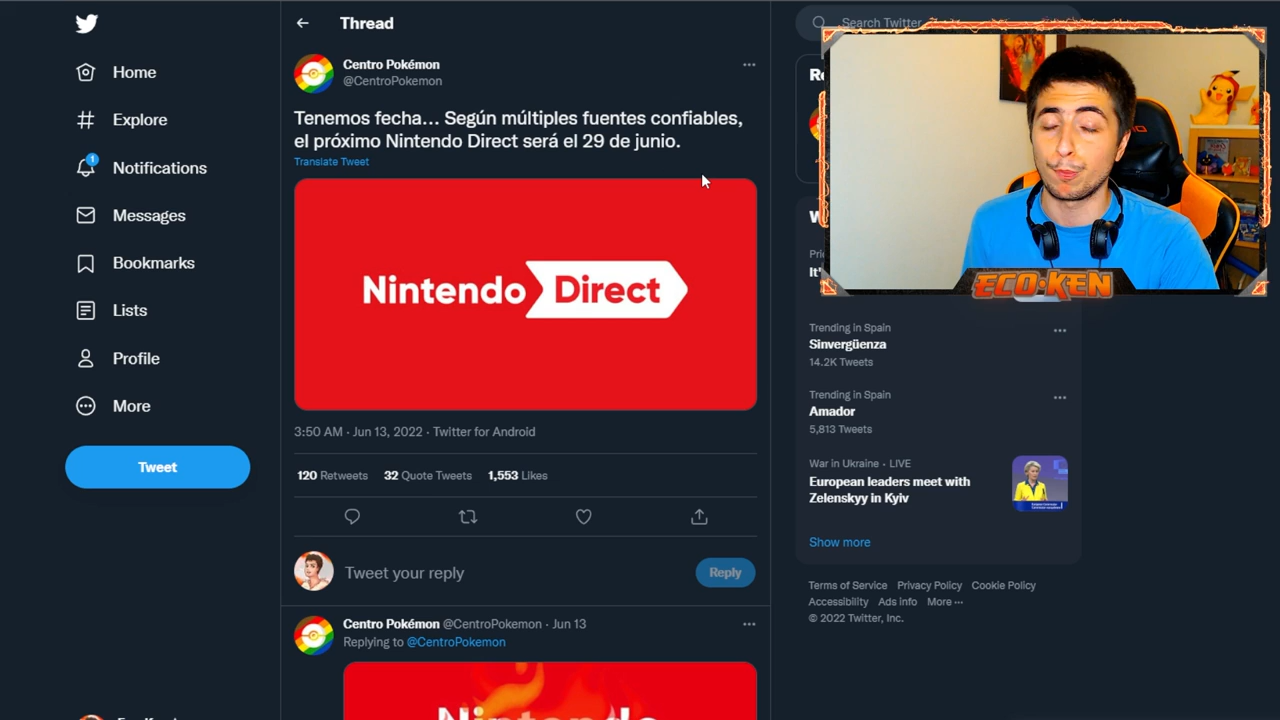 Home
Explore
1
Notifications
Messages
Bookmarks
Lists
Profile
More
Tweet
Thread
Centro Pokémon
@CentroPokemon
Tenemos fecha... Según múltiples fuentes confiables,
el próximo Nintendo Direct será el 29 de junio.
Translate Tweet
Nintendo Direct
3:50 AM · Jun 13, 2022 · Twitter for Android
120 Retweets 32 Quote Tweets 1,553 Likes
Tweet your reply
Reply
Centro Pokémon @CentroPokemon · Jun 13
Replying to @CentroPokemon
Nintendo
Search Twitter
ECO·KEN
Trending in Spain
Sinvergüenza
14.2K Tweets
Trending in Spain
Amador
5,813 Tweets
War in Ukraine · LIVE
European leaders meet with
Zelenskyy in Kyiv
Show more
Terms of Service Privacy Policy Cookie Policy
Accessibility Ads info More ···
© 2022 Twitter, Inc.